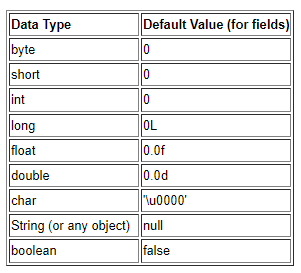 Data Type Default Value (for fields)
byte 0
short 0
int 0
long 0L
float 0.0f
double 0.0d
char '\u0000'
String (or any object) null
boolean false